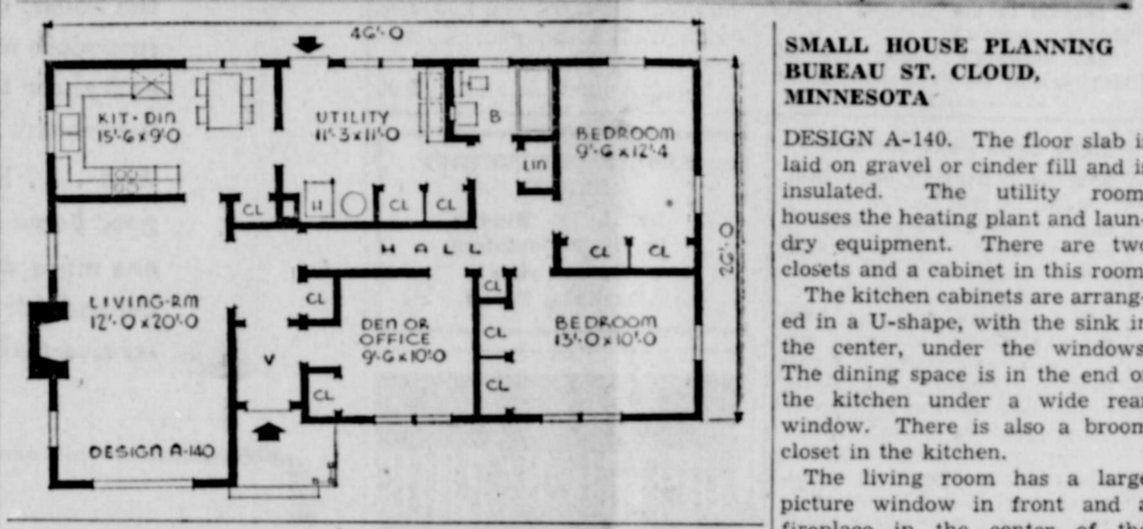 46'-0
KIT-DIN
15'-6 x 9'-0
UTILITY
11'-3 x 11'-0
B
BEDROOM
9'-6 x 12'-4
LIN
CL
H
CL
CL
HALL
CL
CL
26'-0
LIVING-RM
12'-0 x 20'-0
CL
DEN OR
OFFICE
9'-6 x 10'-0
CL
CL
BEDROOM
13'-0 x 10'-0
V
CL
CL
DESIGN A-140
SMALL HOUSE PLANNING
BUREAU ST. CLOUD,
MINNESOTA
DESIGN A-140. The floor slab i
laid on gravel or cinder fill and i
insulated. The utility room
houses the heating plant and laun-
dry equipment. There are two
closets and a cabinet in this room
The kitchen cabinets are arrang-
ed in a U-shape, with the sink i
the center, under the windows
The dining space is in the end o
the kitchen under a wide rear
window. There is also a broom
closet in the kitchen.
The living room has a large
picture window in front and a
fireplace in the center of